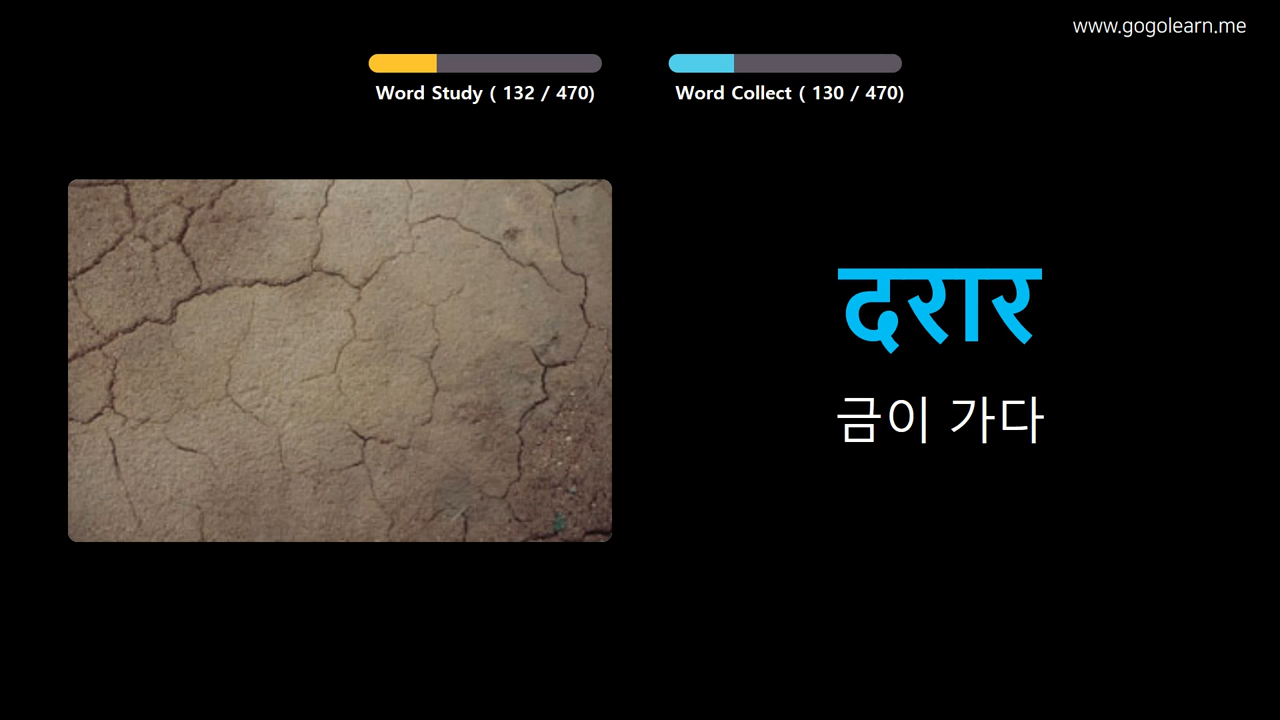 www.gogolearn.me
Word Study ( 132 / 470)
Word Collect ( 130 / 470)
दरार
금이 가다